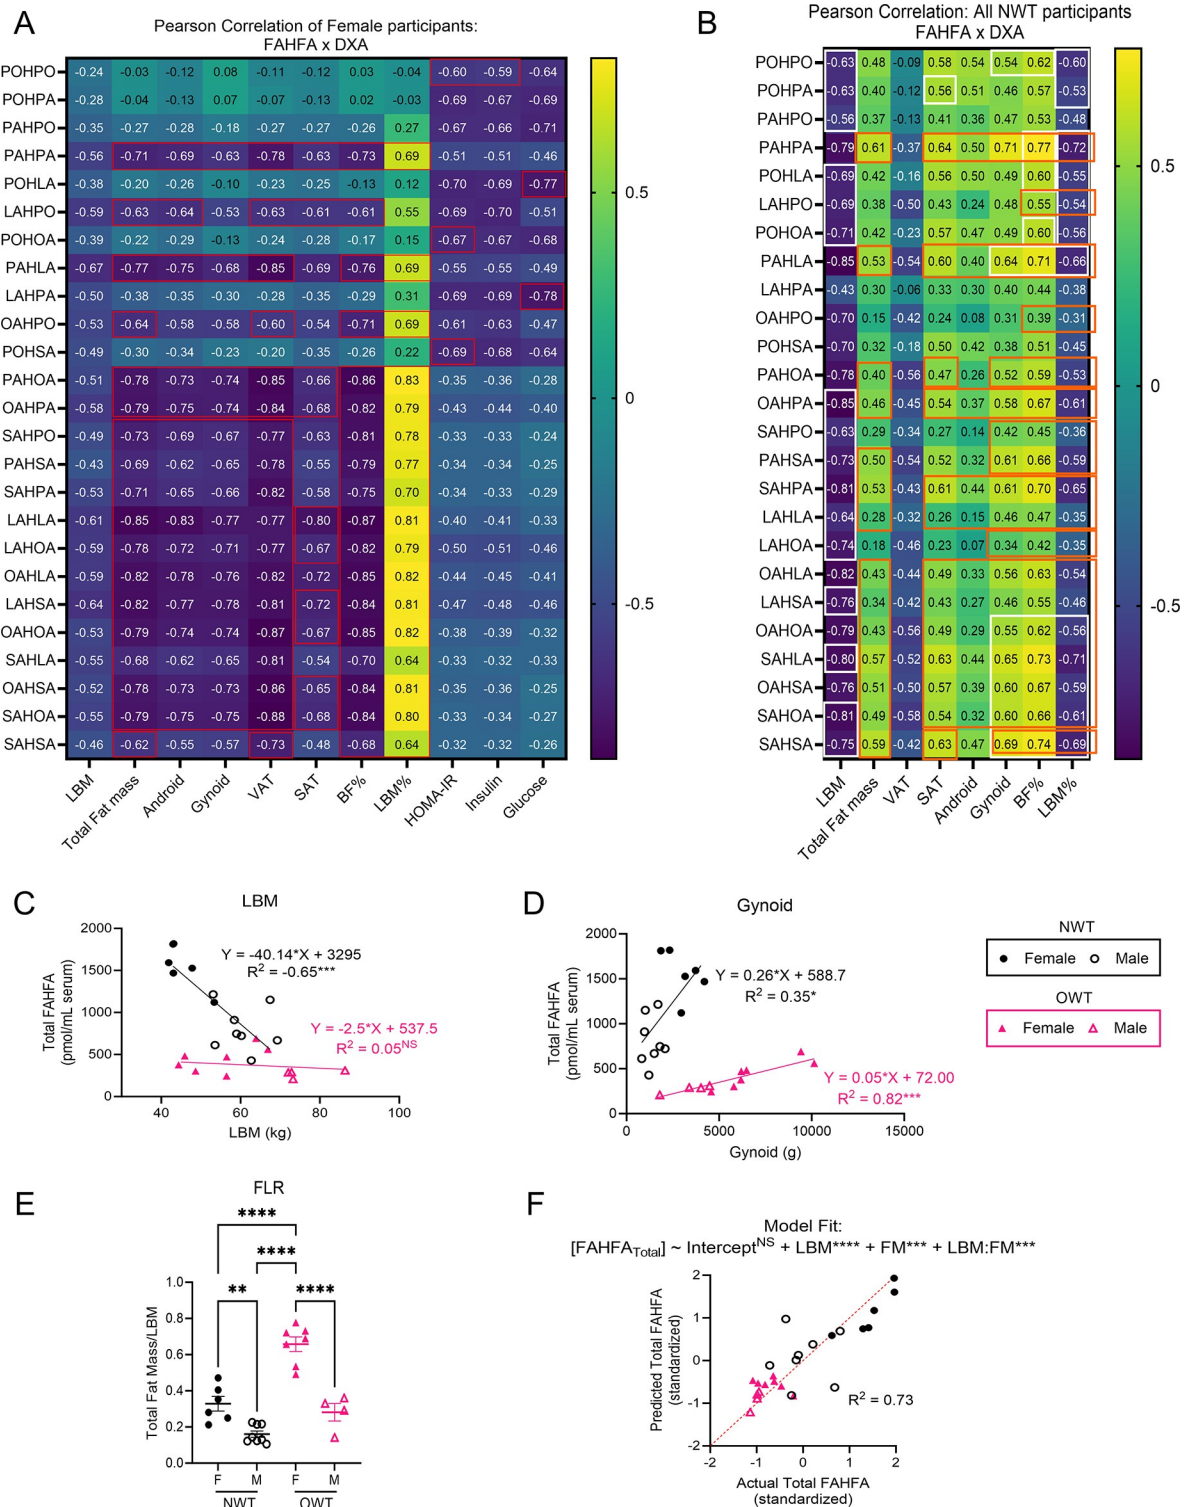 A
Pearson Correlation of Female participants:
FAHFA x DXA
POHPO -0.24 -0.03 -0.12 0.08 -0.11 -0.12 0.03 -0.04 -0.60 -0.59 -0.64
POHPA -0.28 -0.04 -0.13 0.07 -0.07 -0.13 0.02 -0.03 -0.69 -0.67 -0.69
PAHPO -0.35 -0.27 -0.28 -0.18 -0.27 -0.27 -0.26 0.27 -0.67 -0.66 -0.71
PAHPA -0.56 -0.71 -0.69 -0.63 -0.78 -0.63 -0.73 0.69 -0.51 -0.51 -0.46
POHLA -0.38 -0.20 -0.26 -0.10 -0.23 -0.25 -0.13 0.12 -0.70 -0.69 -0.77
LAHPO -0.59 -0.63 -0.64 -0.53 -0.63 -0.61 -0.61 0.55 -0.69 -0.70 -0.51
POHOA -0.39 -0.22 -0.29 -0.13 -0.24 -0.28 -0.17 0.15 -0.67 -0.67 -0.68
PAHLA -0.67 -0.77 -0.75 -0.68 -0.85 -0.69 -0.76 0.69 -0.55 -0.55 -0.49
LAHPA -0.50 -0.38 -0.35 -0.30 -0.28 -0.35 -0.29 0.31 -0.69 -0.69 -0.78
OAHPO -0.53 -0.64 -0.58 -0.58 -0.60 -0.54 -0.71 0.69 -0.61 -0.63 -0.47
POHSA -0.49 -0.30 -0.34 -0.23 -0.20 -0.35 -0.26 0.22 -0.69 -0.68 -0.64
PAHOA -0.51 -0.78 -0.73 -0.74 -0.85 -0.66 -0.86 0.83 -0.35 -0.36 -0.28
OAHPA -0.58 -0.79 -0.75 -0.74 -0.84 -0.68 -0.82 0.79 -0.43 -0.44 -0.40
SAHPO -0.49 -0.73 -0.69 -0.67 -0.77 -0.63 -0.81 0.78 -0.33 -0.33 -0.24
PAHSA -0.43 -0.69 -0.62 -0.65 -0.78 -0.55 -0.79 0.77 -0.34 -0.34 -0.25
SAHPA -0.53 -0.71 -0.65 -0.66 -0.82 -0.58 -0.75 0.70 -0.34 -0.33 -0.29
LAHLA -0.61 -0.85 -0.83 -0.77 -0.77 -0.80 -0.87 0.81 -0.40 -0.41 -0.33
LAHOA -0.59 -0.78 -0.72 -0.71 -0.77 -0.67 -0.82 0.79 -0.50 -0.51 -0.46
OAHLA -0.59 -0.82 -0.78 -0.76 -0.82 -0.72 -0.85 0.82 -0.44 -0.45 -0.41
LAHSA -0.64 -0.82 -0.77 -0.78 -0.81 -0.72 -0.84 0.81 -0.47 -0.48 -0.46
OAHOA -0.53 -0.79 -0.74 -0.74 -0.87 -0.67 -0.85 0.82 -0.38 -0.39 -0.32
SAHLA -0.55 -0.68 -0.62 -0.65 -0.81 -0.54 -0.70 0.64 -0.33 -0.32 -0.33
OAHSA -0.52 -0.78 -0.73 -0.73 -0.86 -0.65 -0.84 0.81 -0.35 -0.36 -0.25
SAHOA -0.55 -0.79 -0.75 -0.75 -0.88 -0.68 -0.84 0.80 -0.33 -0.34 -0.27
SAHSA -0.46 -0.62 -0.55 -0.57 -0.73 -0.48 -0.68 0.64 -0.32 -0.32 -0.26
LBM Total Fat mass Android Gynoid VAT SAT BF% LBM% HOMA-IR Insulin Glucose
0.5
0
-0.5
B
Pearson Correlation: All NWT participants
FAHFA x DXA
POHPO -0.63 0.48 -0.09 0.58 0.54 0.54 0.62 -0.60
POHPA -0.63 0.40 -0.12 0.56 0.51 0.46 0.57 -0.53
PAHPO -0.56 0.37 -0.13 0.41 0.36 0.47 0.53 -0.48
PAHPA -0.79 0.61 -0.37 0.64 0.50 0.71 0.77 -0.72
POHLA -0.69 0.42 -0.16 0.56 0.50 0.49 0.60 -0.55
LAHPO -0.69 0.38 -0.50 0.43 0.24 0.48 0.55 -0.54
POHOA -0.71 0.42 -0.23 0.57 0.47 0.49 0.60 -0.56
PAHLA -0.85 0.53 -0.54 0.60 0.40 0.64 0.71 -0.66
LAHPA -0.43 0.30 -0.06 0.33 0.30 0.40 0.44 -0.38
OAHPO -0.70 0.15 -0.42 0.24 0.08 0.31 0.39 -0.31
POHSA -0.70 0.32 -0.18 0.50 0.42 0.38 0.51 -0.45
PAHOA -0.78 0.40 -0.56 0.47 0.26 0.52 0.59 -0.53
OAHPA -0.85 0.46 -0.45 0.54 0.37 0.58 0.67 -0.61
SAHPO -0.63 0.29 -0.34 0.27 0.14 0.42 0.45 -0.36
PAHSA -0.73 0.50 -0.54 0.52 0.32 0.61 0.66 -0.59
SAHPA -0.81 0.53 -0.43 0.61 0.44 0.61 0.70 -0.65
LAHLA -0.64 0.28 -0.32 0.26 0.15 0.46 0.47 -0.35
LAHOA -0.74 0.18 -0.46 0.23 0.07 0.34 0.42 -0.35
OAHLA -0.82 0.43 -0.44 0.49 0.33 0.56 0.63 -0.54
LAHSA -0.76 0.34 -0.42 0.43 0.27 0.46 0.55 -0.46
OAHOA -0.79 0.43 -0.56 0.49 0.29 0.55 0.62 -0.56
SAHLA -0.80 0.57 -0.52 0.63 0.44 0.65 0.73 -0.71
OAHSA -0.76 0.51 -0.50 0.57 0.39 0.60 0.67 -0.59
SAHOA -0.81 0.49 -0.58 0.54 0.32 0.60 0.66 -0.61
SAHSA -0.75 0.59 -0.42 0.63 0.47 0.69 0.74 -0.69
LBM Total Fat mass VAT SAT Android Gynoid BF% LBM%
0.5
0
-0.5
C
LBM
Total FAHFA
(pmol/mL serum)
2000
1500
1000
500
0
Y = -40.14*X + 3295
R² = -0.65***
Y = -2.5*X + 537.5
R² = 0.05NS
40 60 80 100
LBM (kg)
D
Gynoid
Total FAHFA
(pmol/mL serum)
2000
1500
1000
500
0
Y = 0.26*X + 588.7
R² = 0.35*
Y = 0.05*X + 72.00
R² = 0.82***
0 5000 10000 15000
Gynoid (g)
NWT
Female Male
OWT
Female Male
E
FLR
**** 
****
** ****
Total Fat Mass/LBM
1.0
0.8
0.6
0.4
0.2
0.0
F M F M
NWT OWT
F
Model Fit:
[FAHFATotal] ~ InterceptNS + LBM**** + FM*** + LBM:FM***
Predicted Total FAHFA
(standardized)
2
1
0
-1
-2
R² = 0.73
-2 -1 0 1 2
Actual Total FAHFA
(standardized)